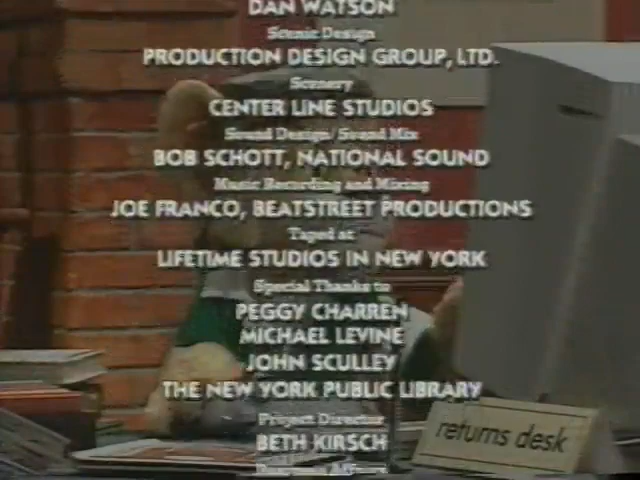 DAN WATSON
Scenic Design
PRODUCTION DESIGN GROUP, LTD.
Scenery
CENTER LINE STUDIOS
Sound Design/Sound Mix
BOB SCHOTT, NATIONAL SOUND
Music Recording and Mixing
JOE FRANCO, BEATSTREET PRODUCTIONS
Taped at
LIFETIME STUDIOS IN NEW YORK
Special Thanks to
PEGGY CHARREN
MICHAEL LEVINE
JOHN SCULLEY
THE NEW YORK PUBLIC LIBRARY
Project Director
BETH KIRSCH
Business Affairs
returns desk